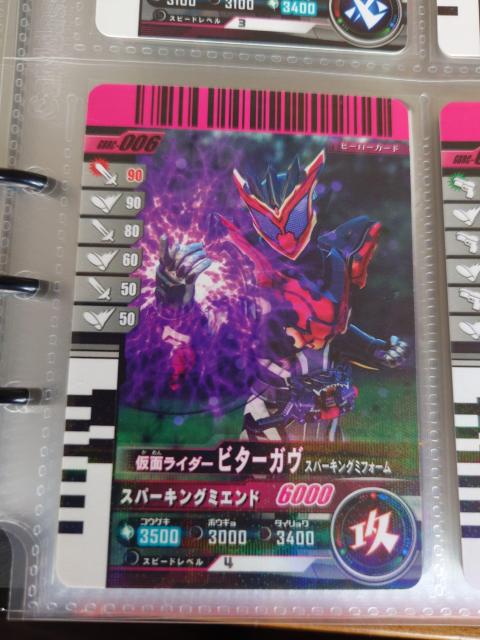 3100 3100 3400
スピードレベル 3
GORC-006
ヒーローカード
90
90
80
60
50
50
かめん
仮面ライダー ビターガヴ スパーキングミフォーム
スパーキングミエンド 6000
コウゲキ ボウギョ タイリョク
3500 3000 3400
攻
スピードレベル 4